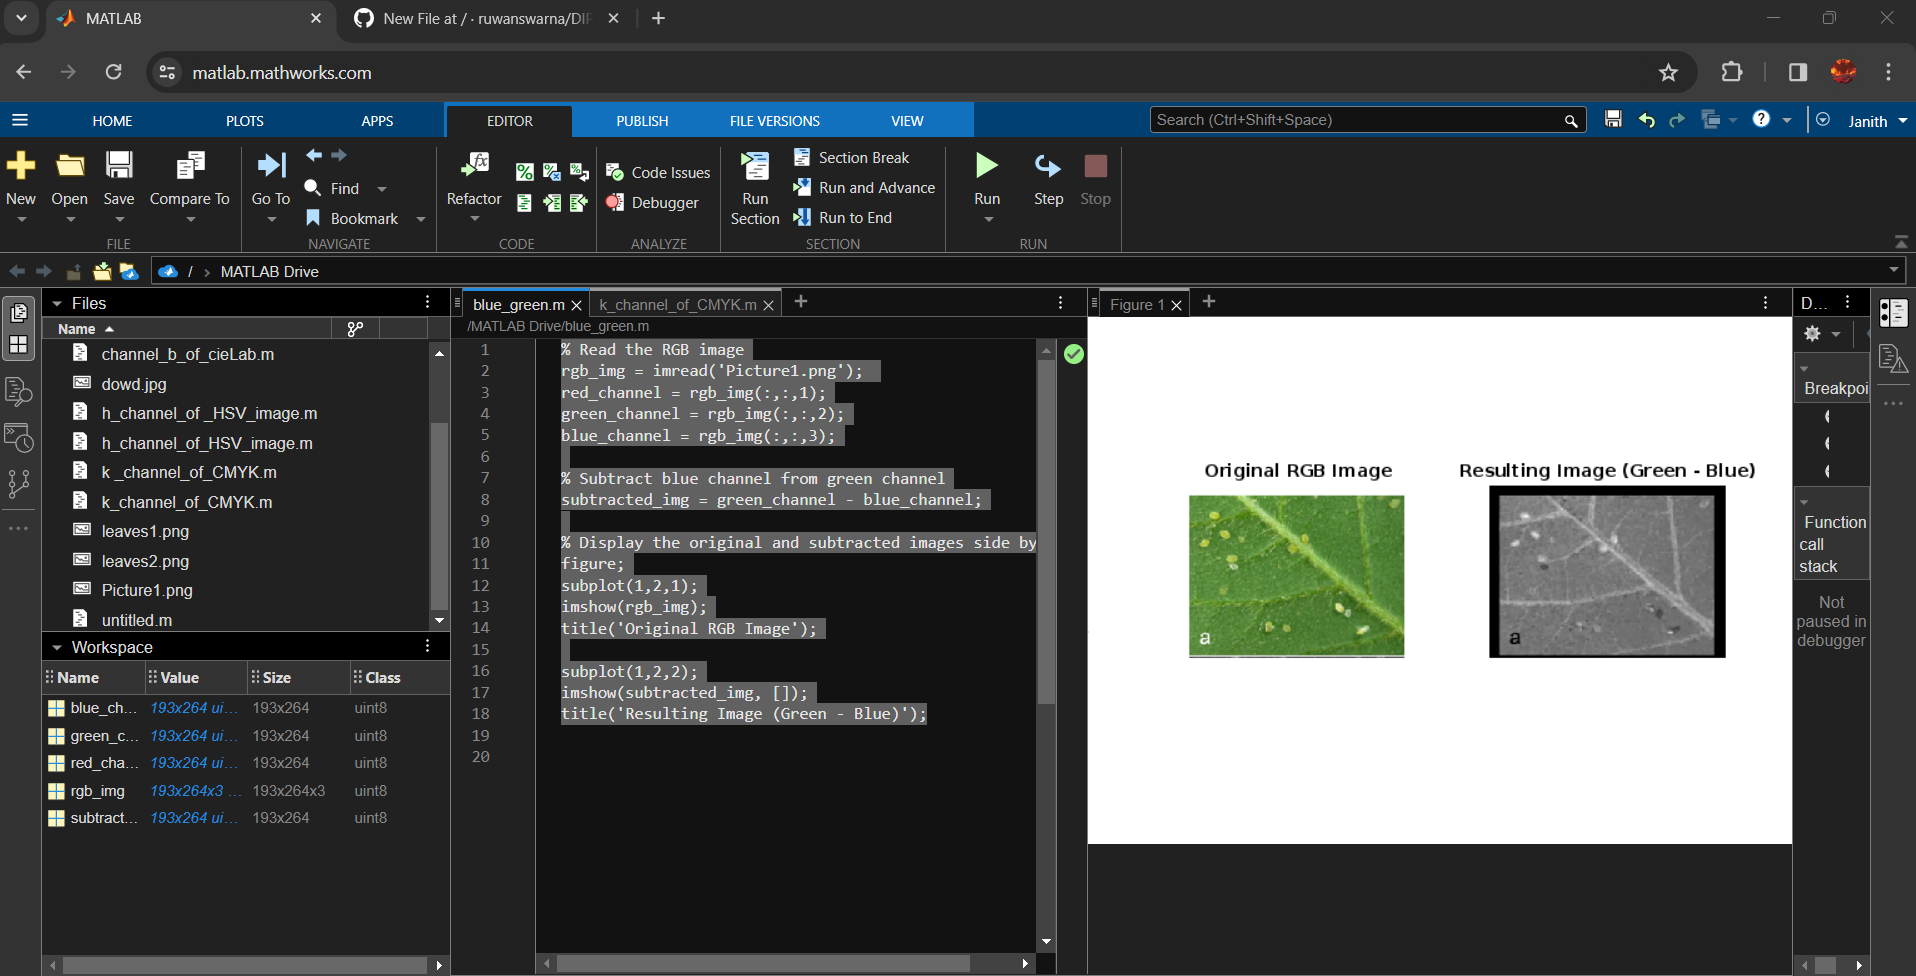 MATLAB
New File at / · ruwanswarna/DIP
matlab.mathworks.com
HOME PLOTS APPS EDITOR PUBLISH FILE VERSIONS VIEW
Search (Ctrl+Shift+Space)
Janith
New Open Save Compare To
FILE
Go To Find Bookmark
NAVIGATE
Refactor
CODE
Code Issues
Debugger
ANALYZE
Run Section
Section Break
Run and Advance
Run to End
SECTION
Run Step Stop
RUN
/ › MATLAB Drive
Files
Name
channel_b_of_cieLab.m
dowd.jpg
h_channel_of _HSV_image.m
h_channel_of_HSV_image.m
k _channel_of_CMYK.m
k_channel_of_CMYK.m
leaves1.png
leaves2.png
Picture1.png
untitled.m
Workspace
Name Value Size Class
blue_ch... 193x264 ui... 193x264 uint8
green_c... 193x264 ui... 193x264 uint8
red_cha... 193x264 ui... 193x264 uint8
rgb_img 193x264x3 ... 193x264x3 uint8
subtract... 193x264 ui... 193x264 uint8
blue_green.m k_channel_of_CMYK.m
/MATLAB Drive/blue_green.m
1 % Read the RGB image
2 rgb_img = imread('Picture1.png');
3 red_channel = rgb_img(:,:,1);
4 green_channel = rgb_img(:,:,2);
5 blue_channel = rgb_img(:,:,3);
6
7 % Subtract blue channel from green channel
8 subtracted_img = green_channel - blue_channel;
9
10 % Display the original and subtracted images side by
11 figure;
12 subplot(1,2,1);
13 imshow(rgb_img);
14 title('Original RGB Image');
15
16 subplot(1,2,2);
17 imshow(subtracted_img, []);
18 title('Resulting Image (Green - Blue)');
19
20
Figure 1
Original RGB Image
Resulting Image (Green - Blue)
a
a
D...
Breakpoi
Function
call
stack
Not
paused in
debugger